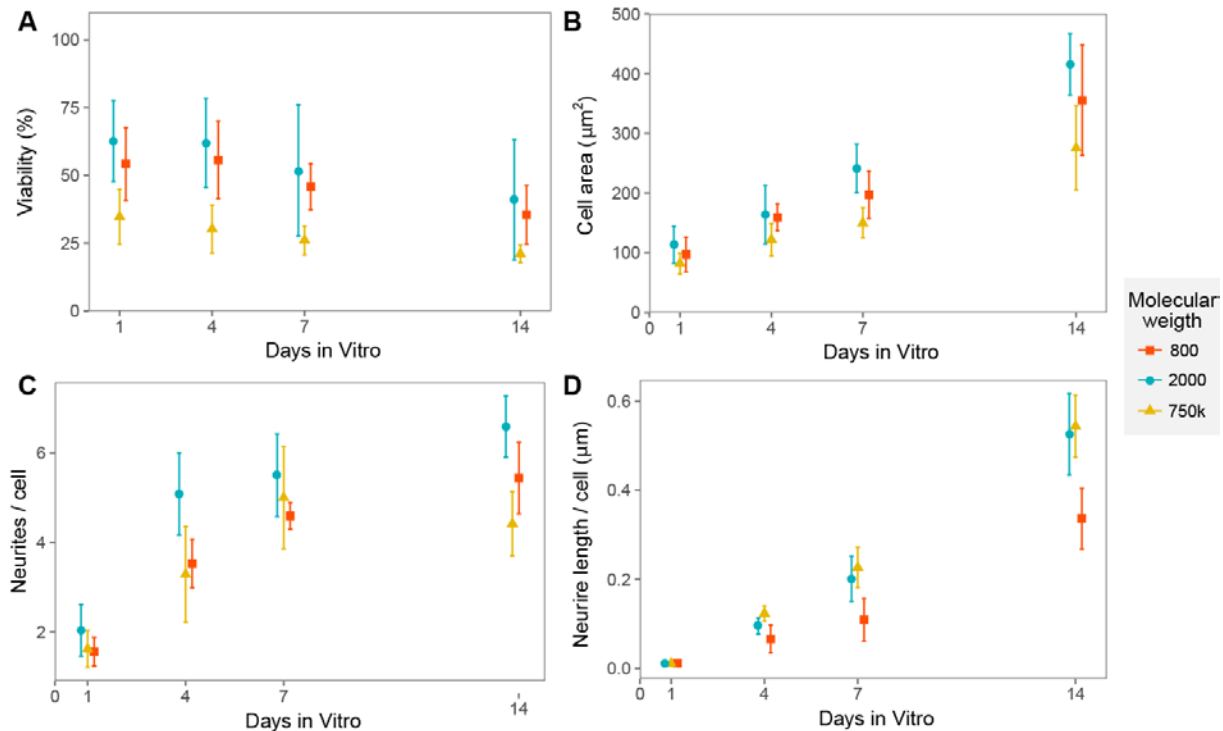 A
100
75
50
25
0
Viability (%)
1 4 7 14
Days in Vitro
B
500
400
300
200
100
0
Cell area (µm²)
0 1 4 7 14
Days in Vitro
Molecular
weigth
800
2000
750k
C
6
4
2
Neurites / cell
0 1 4 7 14
Days in Vitro
D
0.6
0.4
0.2
0.0
Neurire length / cell (µm)
0 1 4 7 14
Days in Vitro